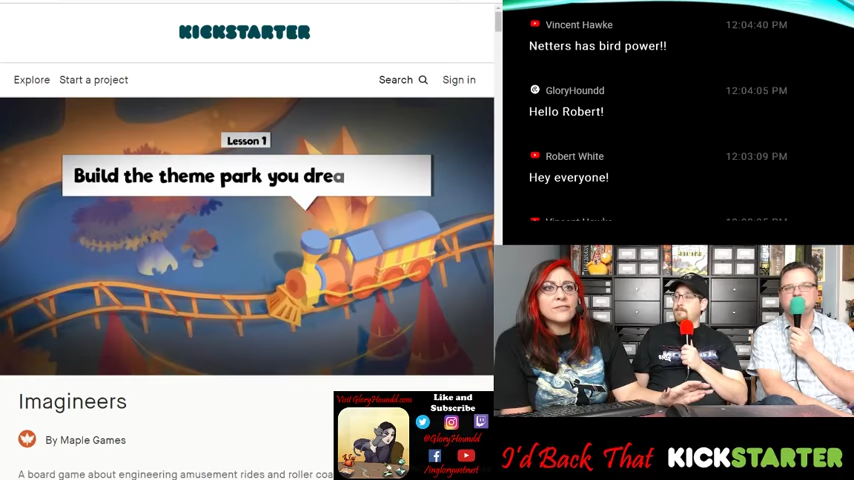 KICKSTARTER
Explore
Start a project
Search
Sign in
Lesson 1
Build the theme park you drea
Imagineers
By Maple Games
A board game about engineering amusement rides and roller coa
Vincent Hawke
12:04:40 PM
Netters has bird power!!
GloryHoundd
12:04:05 PM
Hello Robert!
Robert White
12:03:09 PM
Hey everyone!
Vincent Hawke
Visit GloryHoundd.com
Like and
Subscribe
@GloryHoundd
/inglorywetrust
I'd Back That KICKSTARTER